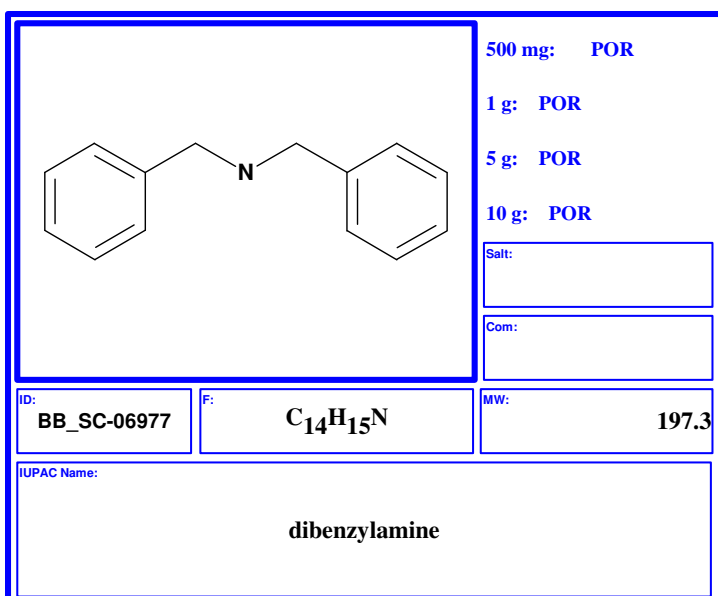 N
500 mg: POR
1 g: POR
5 g: POR
10 g: POR
Salt:
Com:
ID:
BB_SC-06977
F:
C14H15N
MW:
197.3
IUPAC Name:
dibenzylamine